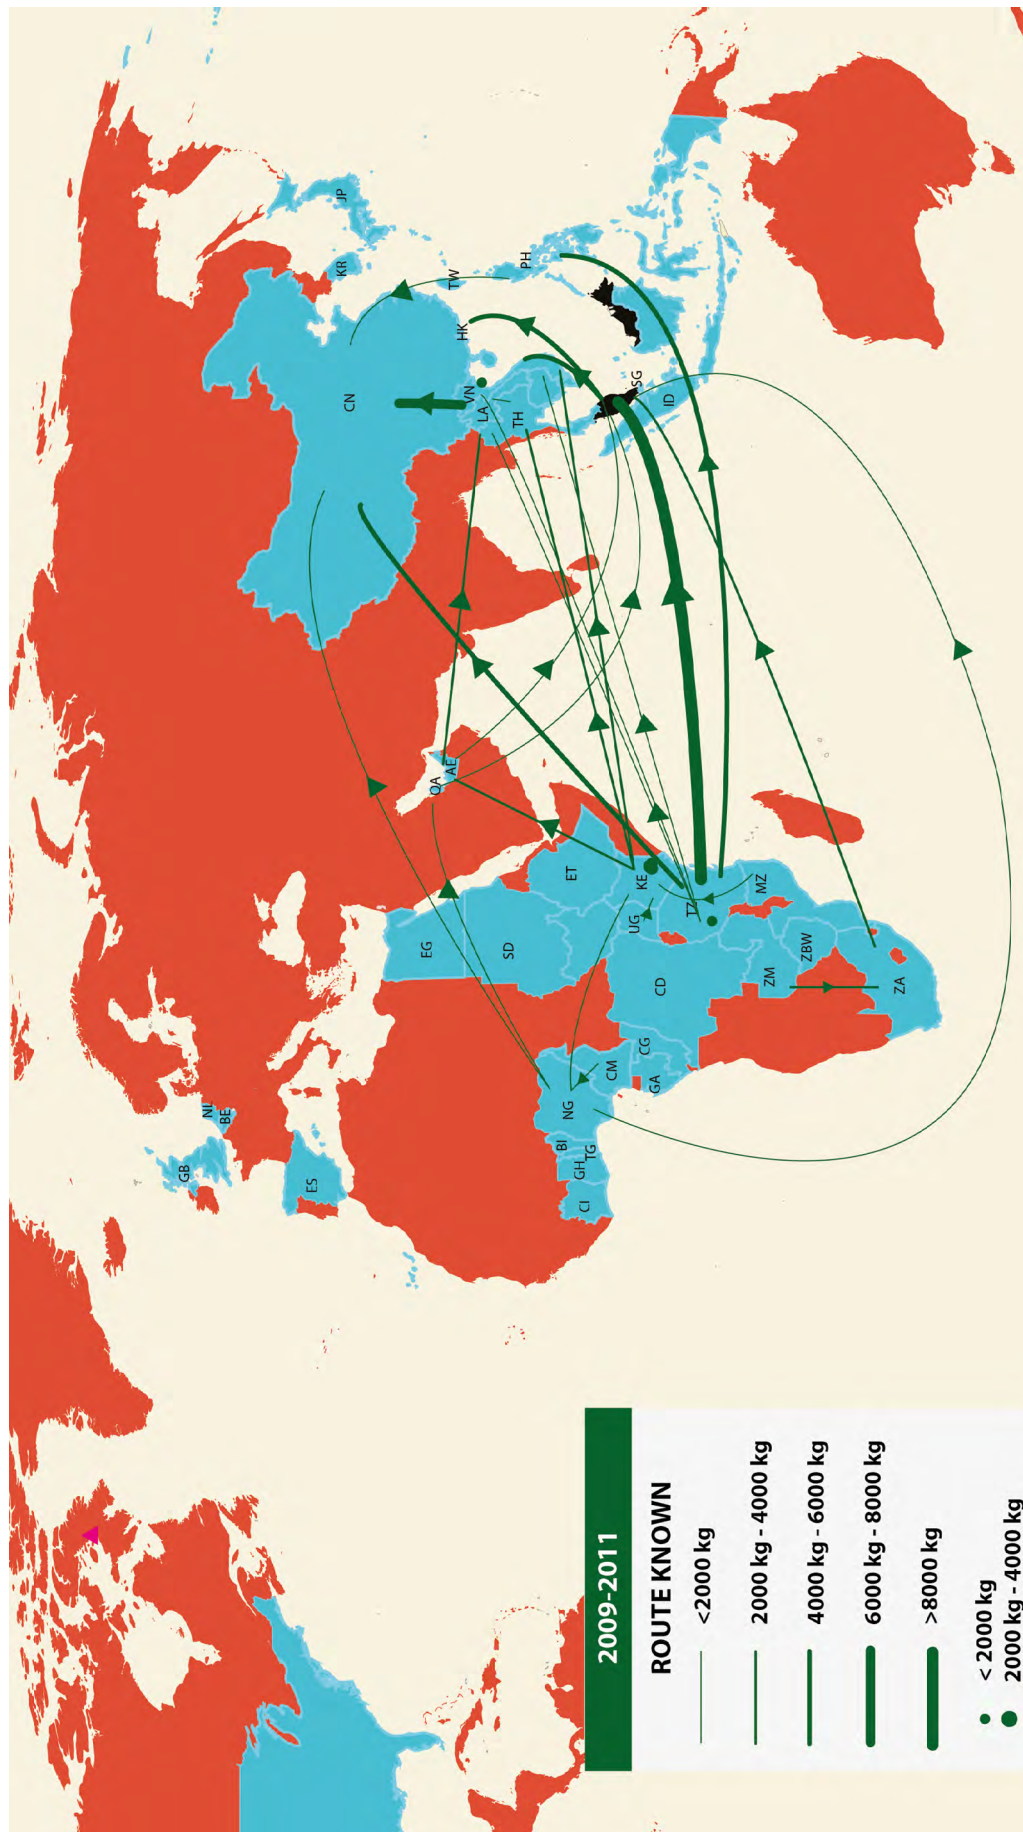 JP
KR
TW
PH
HK
CN
VN
LA
TH
SG
ID
QA
AE
ET
KE
EG
SD
UG
TZ
MZ
CD
ZM
ZBW
ZA
CG
GA
CM
NG
BI
GH
TG
CI
NL
BE
GB
ES
2009-2011
ROUTE KNOWN
<2000 kg
2000 kg - 4000 kg
4000 kg - 6000 kg
6000 kg - 8000 kg
>8000 kg
< 2000 kg
2000 kg - 4000 kg